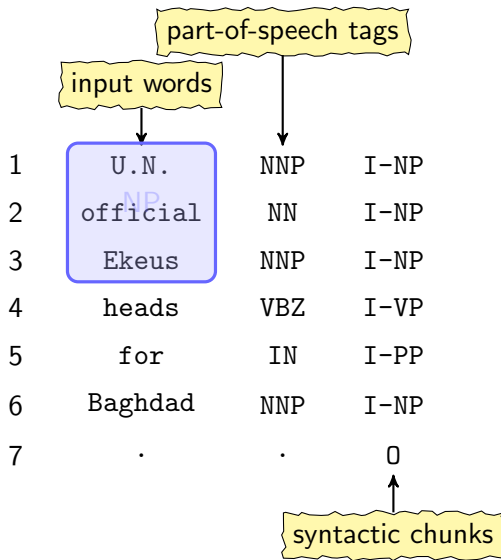 part-of-speech tags
input words
1 U.N. NNP I-NP
NP
2 official NN I-NP
3 Ekeus NNP I-NP
4 heads VBZ I-VP
5 for IN I-PP
6 Baghdad NNP I-NP
7 . . O
syntactic chunks